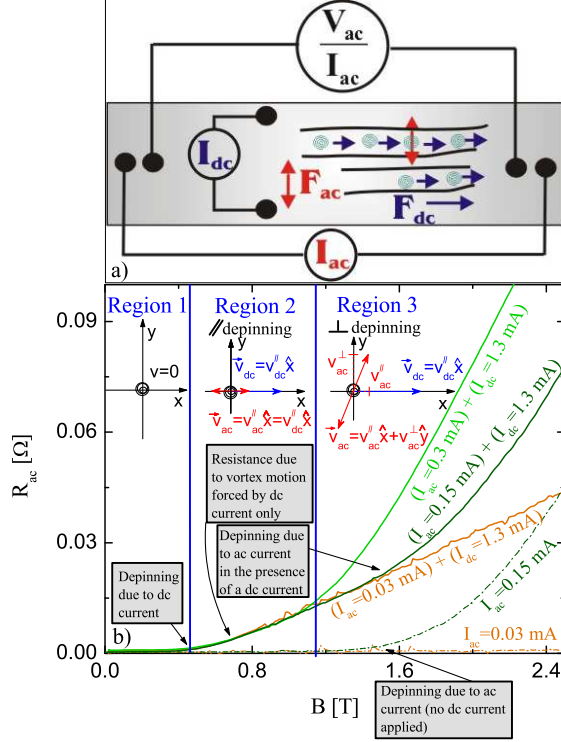 V_ac
I_ac
I_dc
F_ac
F_dc
I_ac
a)
Region 1
Region 2
Region 3
// depinning
⊥ depinning
y
v=0
x
y
v⃗_dc=v^//_dc x̂
x
v⃗_ac=v^//_ac x̂=v^//_dc x̂
y
v^⊥_ac
v^//_ac
v⃗_dc=v^//_dc x̂
x
v⃗_ac=v^//_ac x̂+v^⊥_ac ŷ
0.09
0.06
0.03
0.00
R_ac [Ω]
Resistance due
to vortex motion
forced by dc
current only
Depinning due
to ac current
in the presence
of a dc current
Depinning
due to dc
current
(I_ac=0.3 mA) + (I_dc=1.3 mA)
(I_ac=0.15 mA) + (I_dc=1.3 mA)
(I_ac=0.03 mA) + (I_dc=1.3 mA)
I_ac=0.15 mA
I_ac=0.03 mA
b)
0.0
0.8
1.6
2.4
Depinning due to ac
current (no dc current
applied)
B [T]